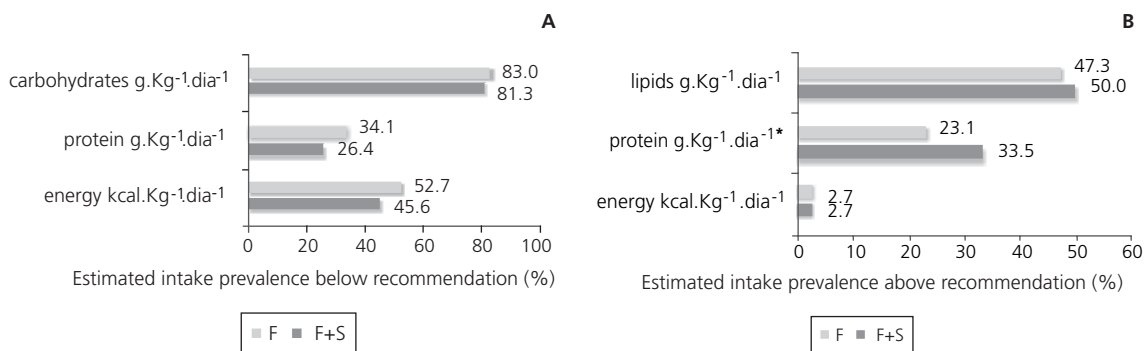 A
carbohydrates g.Kg⁻¹.dia⁻¹
83.0
81.3
protein g.Kg⁻¹.dia⁻¹
34.1
26.4
energy kcal.Kg⁻¹.dia⁻¹
52.7
45.6
0 20 40 60 80 100
Estimated intake prevalence below recommendation (%)
F F+S
B
lipids g.Kg⁻¹.dia⁻¹
47.3
50.0
protein g.Kg⁻¹.dia⁻¹*
23.1
33.5
energy kcal.Kg⁻¹.dia⁻¹
2.7
2.7
0 10 20 30 40 50 60
Estimated intake prevalence above recommendation (%)
F F+S